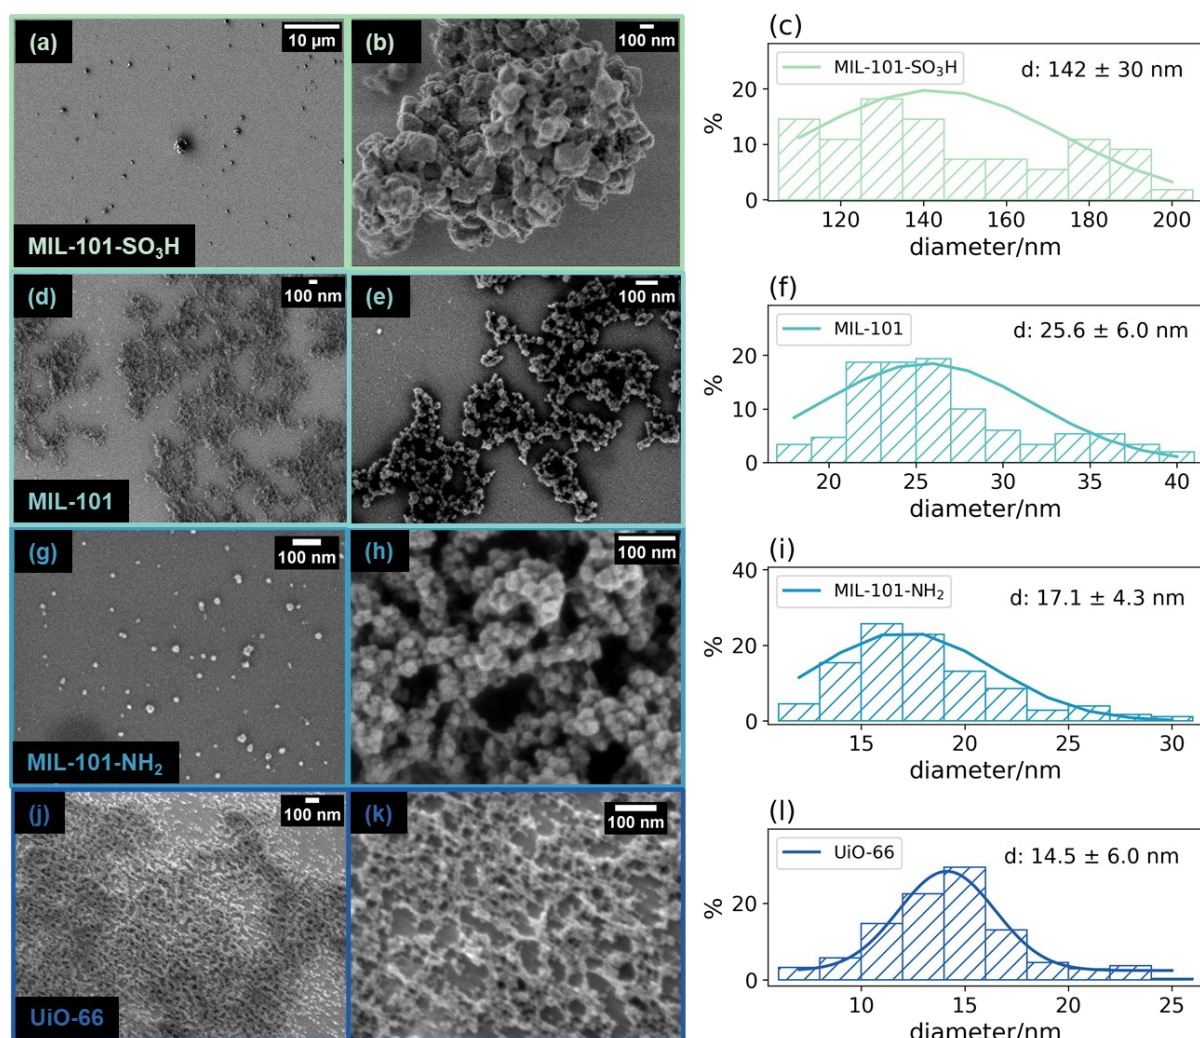 (a)
10 µm
MIL-101-SO₃H
(b)
100 nm
(c)
MIL-101-SO₃H
d: 142 ± 30 nm
20
10
0
%
120 140 160 180 200
diameter/nm
(d)
100 nm
MIL-101
(e)
100 nm
(f)
MIL-101
d: 25.6 ± 6.0 nm
20
10
0
%
20 25 30 35 40
diameter/nm
(g)
100 nm
MIL-101-NH₂
(h)
100 nm
(i)
MIL-101-NH₂
d: 17.1 ± 4.3 nm
40
20
0
%
15 20 25 30
diameter/nm
(j)
100 nm
UiO-66
(k)
100 nm
(l)
UiO-66
d: 14.5 ± 6.0 nm
20
0
%
10 15 20 25
diameter/nm